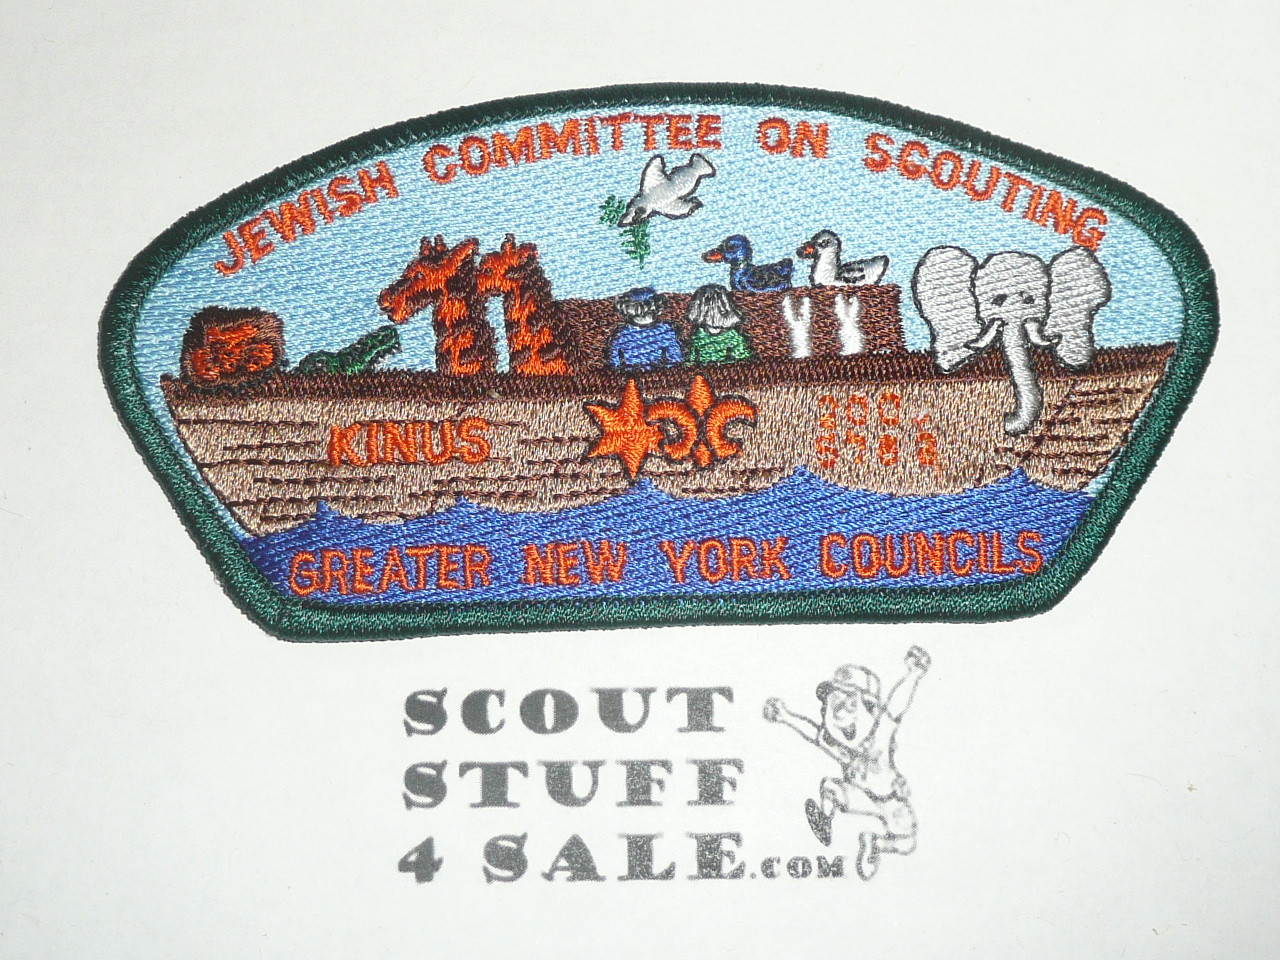 JEWISH COMMITTEE ON SCOUTING
KINUS
GREATER NEW YORK COUNCILS
SCOUT
STUFF
4 SALE.COM